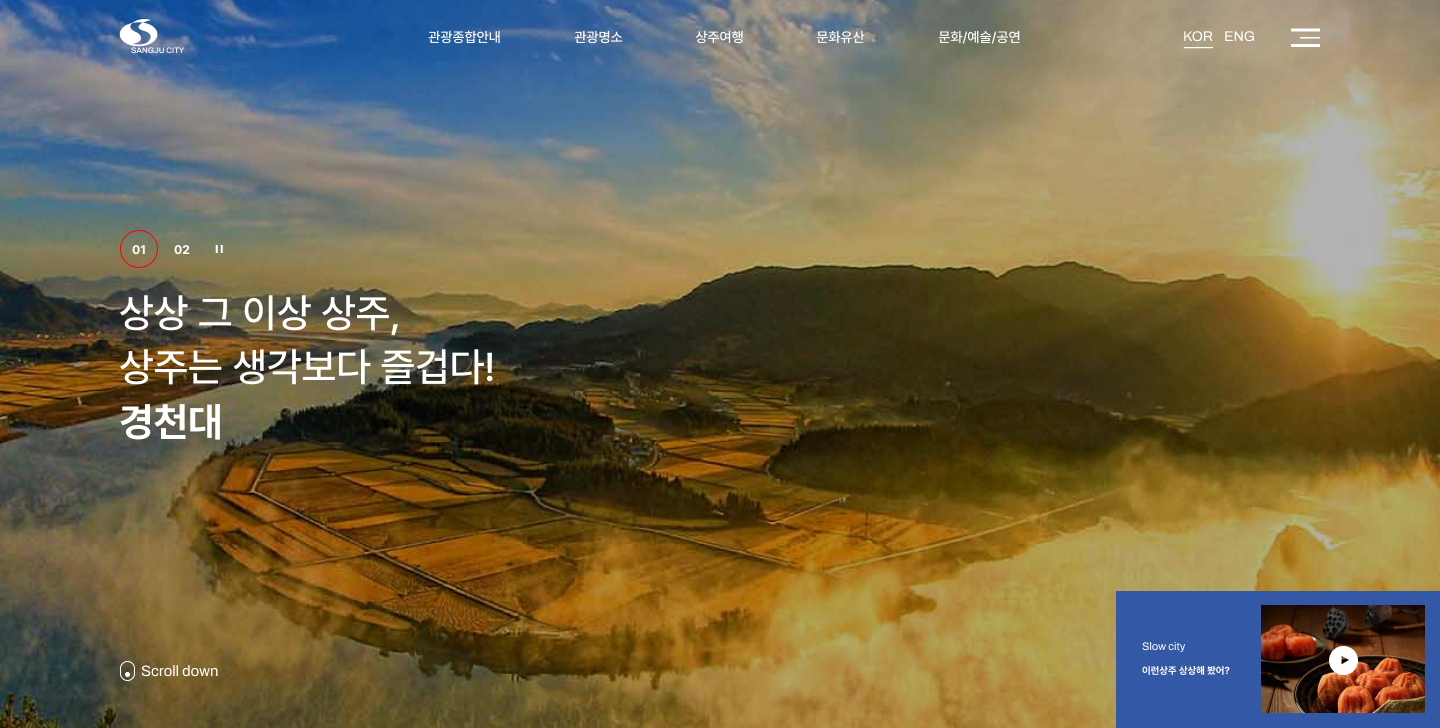 SANGJU CITY
관광종합안내
관광명소
상주여행
문화유산
문화/예술/공연
KOR ENG
01 02
상상 그 이상 상주,
상주는 생각보다 즐겁다!
경천대
Slow city
이런상주 상상해 봤어?
Scroll down